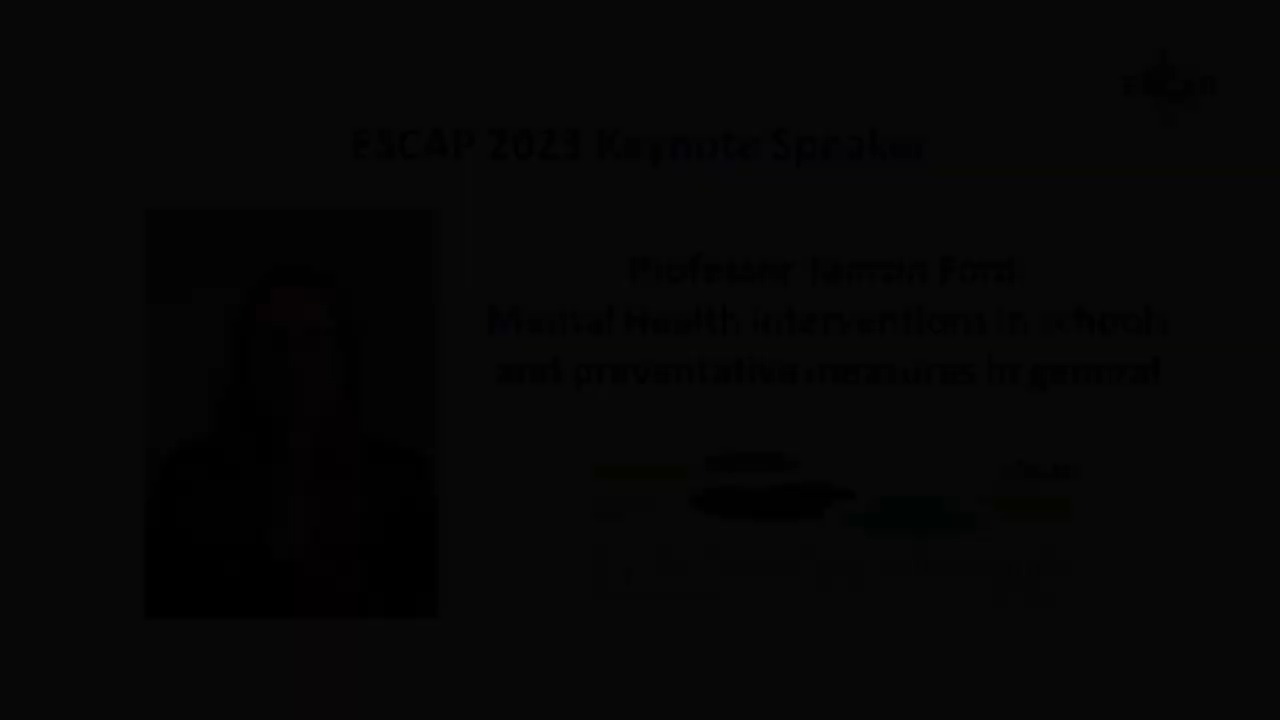 ESCAP 2023 Keynote Speaker
Professor Tamsin Ford
Mental Health interventions in schools
and preventative measures in general